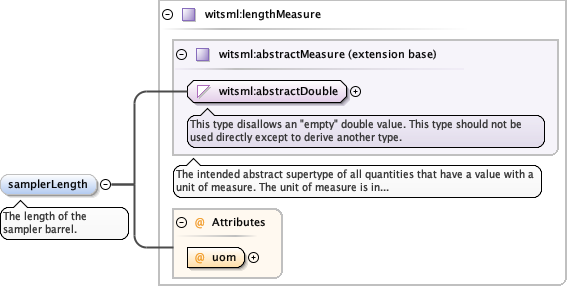 witsml:lengthMeasure
witsml:abstractMeasure (extension base)
witsml:abstractDouble
This type disallows an "empty" double value. This type should not be
used directly except to derive another type.
The intended abstract supertype of all quantities that have a value with a
unit of measure. The unit of measure is in...
samplerLength
The length of the
sampler barrel.
@ Attributes
@ uom